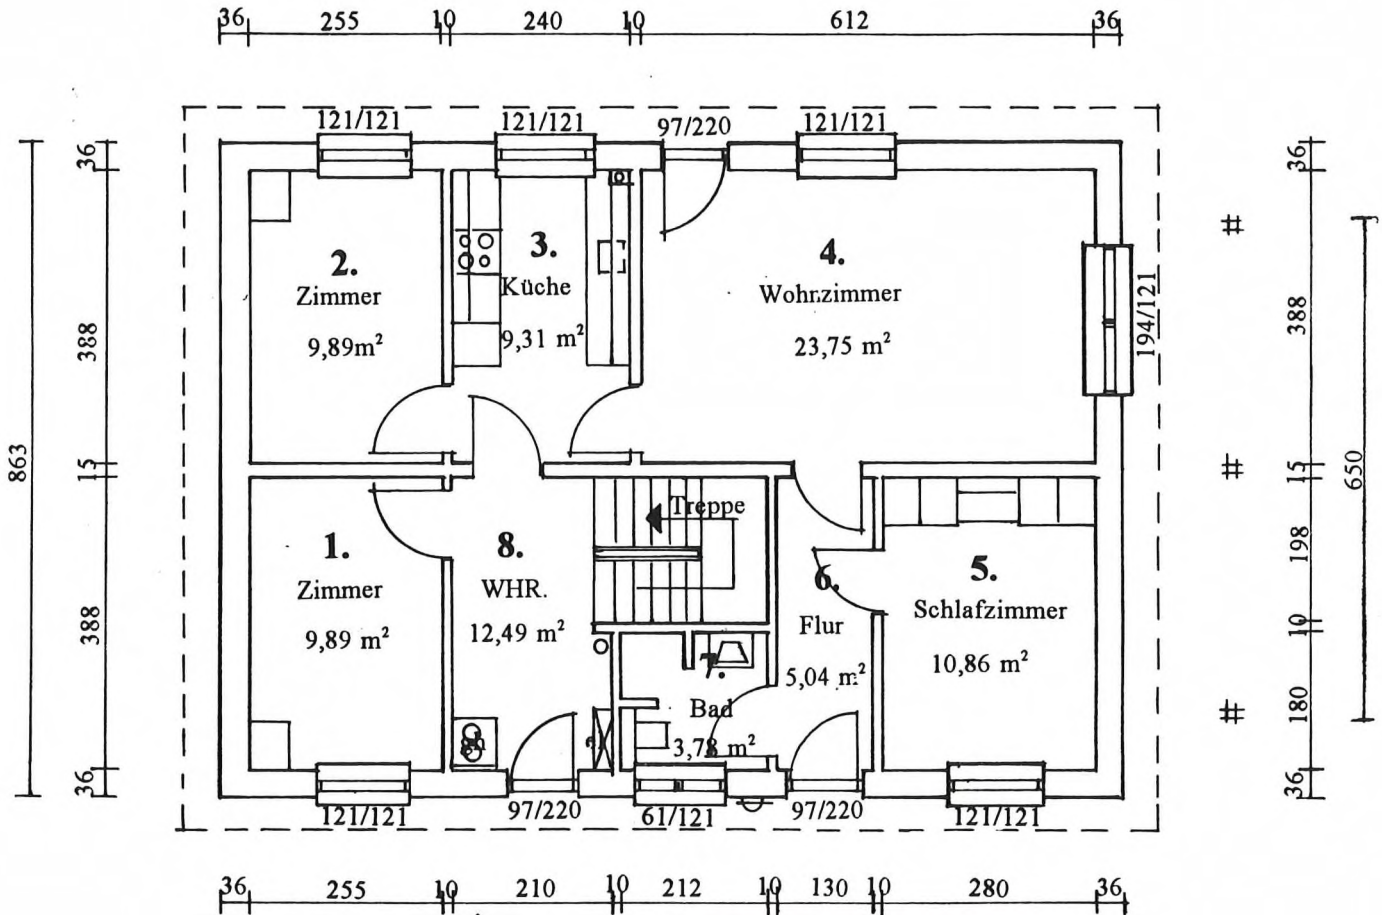 36 255 10 240 10 612 36
121/121 121/121 97/220 121/121
863
36
388
15
388
36
2.
Zimmer
9,89m²
3.
Küche
9,31 m²
4.
Wohnzimmer
23,75 m²
194/121
36
388
15
198
10
180
36
650
1.
Zimmer
9,89 m²
8.
WHR.
12,49 m²
Treppe
7.
Bad
3,78 m²
6.
Flur
5,04 m²
5.
Schlafzimmer
10,86 m²
121/121 97/220 61/121 97/220 121/121
36 255 10 210 10 212 10 130 10 280 36